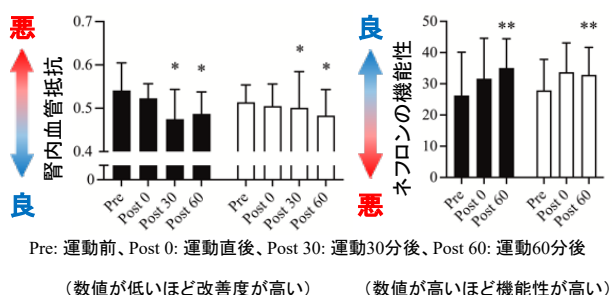 悪
良
腎内血管抵抗
0.7
0.6
0.5
0.4
0
* * * *
Pre Post 0 Post 30 Post 60 Pre Post 0 Post 30 Post 60
良
悪
ネフロンの機能性
50
40
30
20
10
0
** **
Pre Post 0 Post 60 Pre Post 0 Post 60
Pre: 運動前、Post 0: 運動直後、Post 30: 運動30分後、Post 60: 運動60分後
（数値が低いほど改善度が高い）
（数値が高いほど機能性が高い）